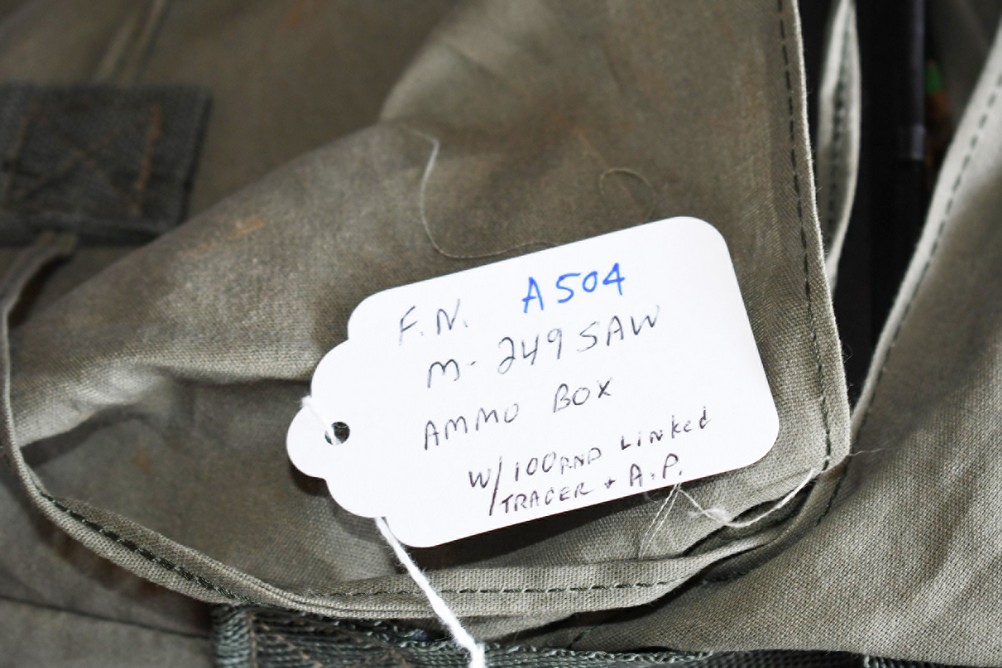 F.N. A504
M-249 SAW
AMMO BOX
W/100RND LINKed
/TRACER + A.P.